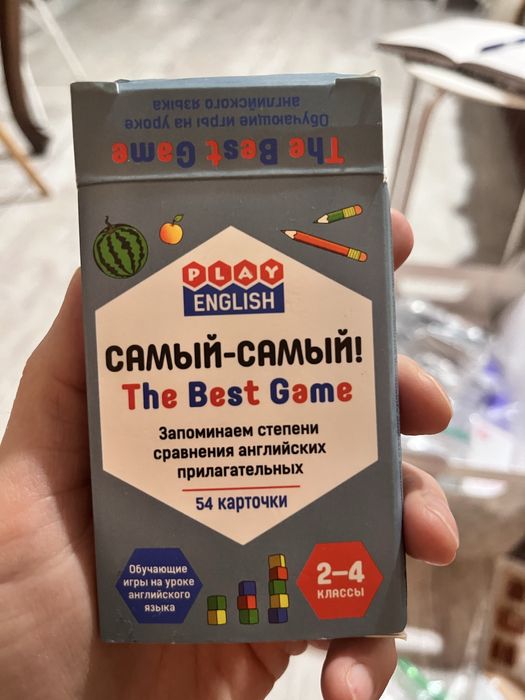 The Best Game
Обучающие игры на уроке
английского языка
PLAY
ENGLISH
САМЫЙ-САМЫЙ!
The Best Game
Запоминаем степени
сравнения английских
прилагательных
54 карточки
Обучающие
игры на уроке
английского
языка
2–4
КЛАССЫ